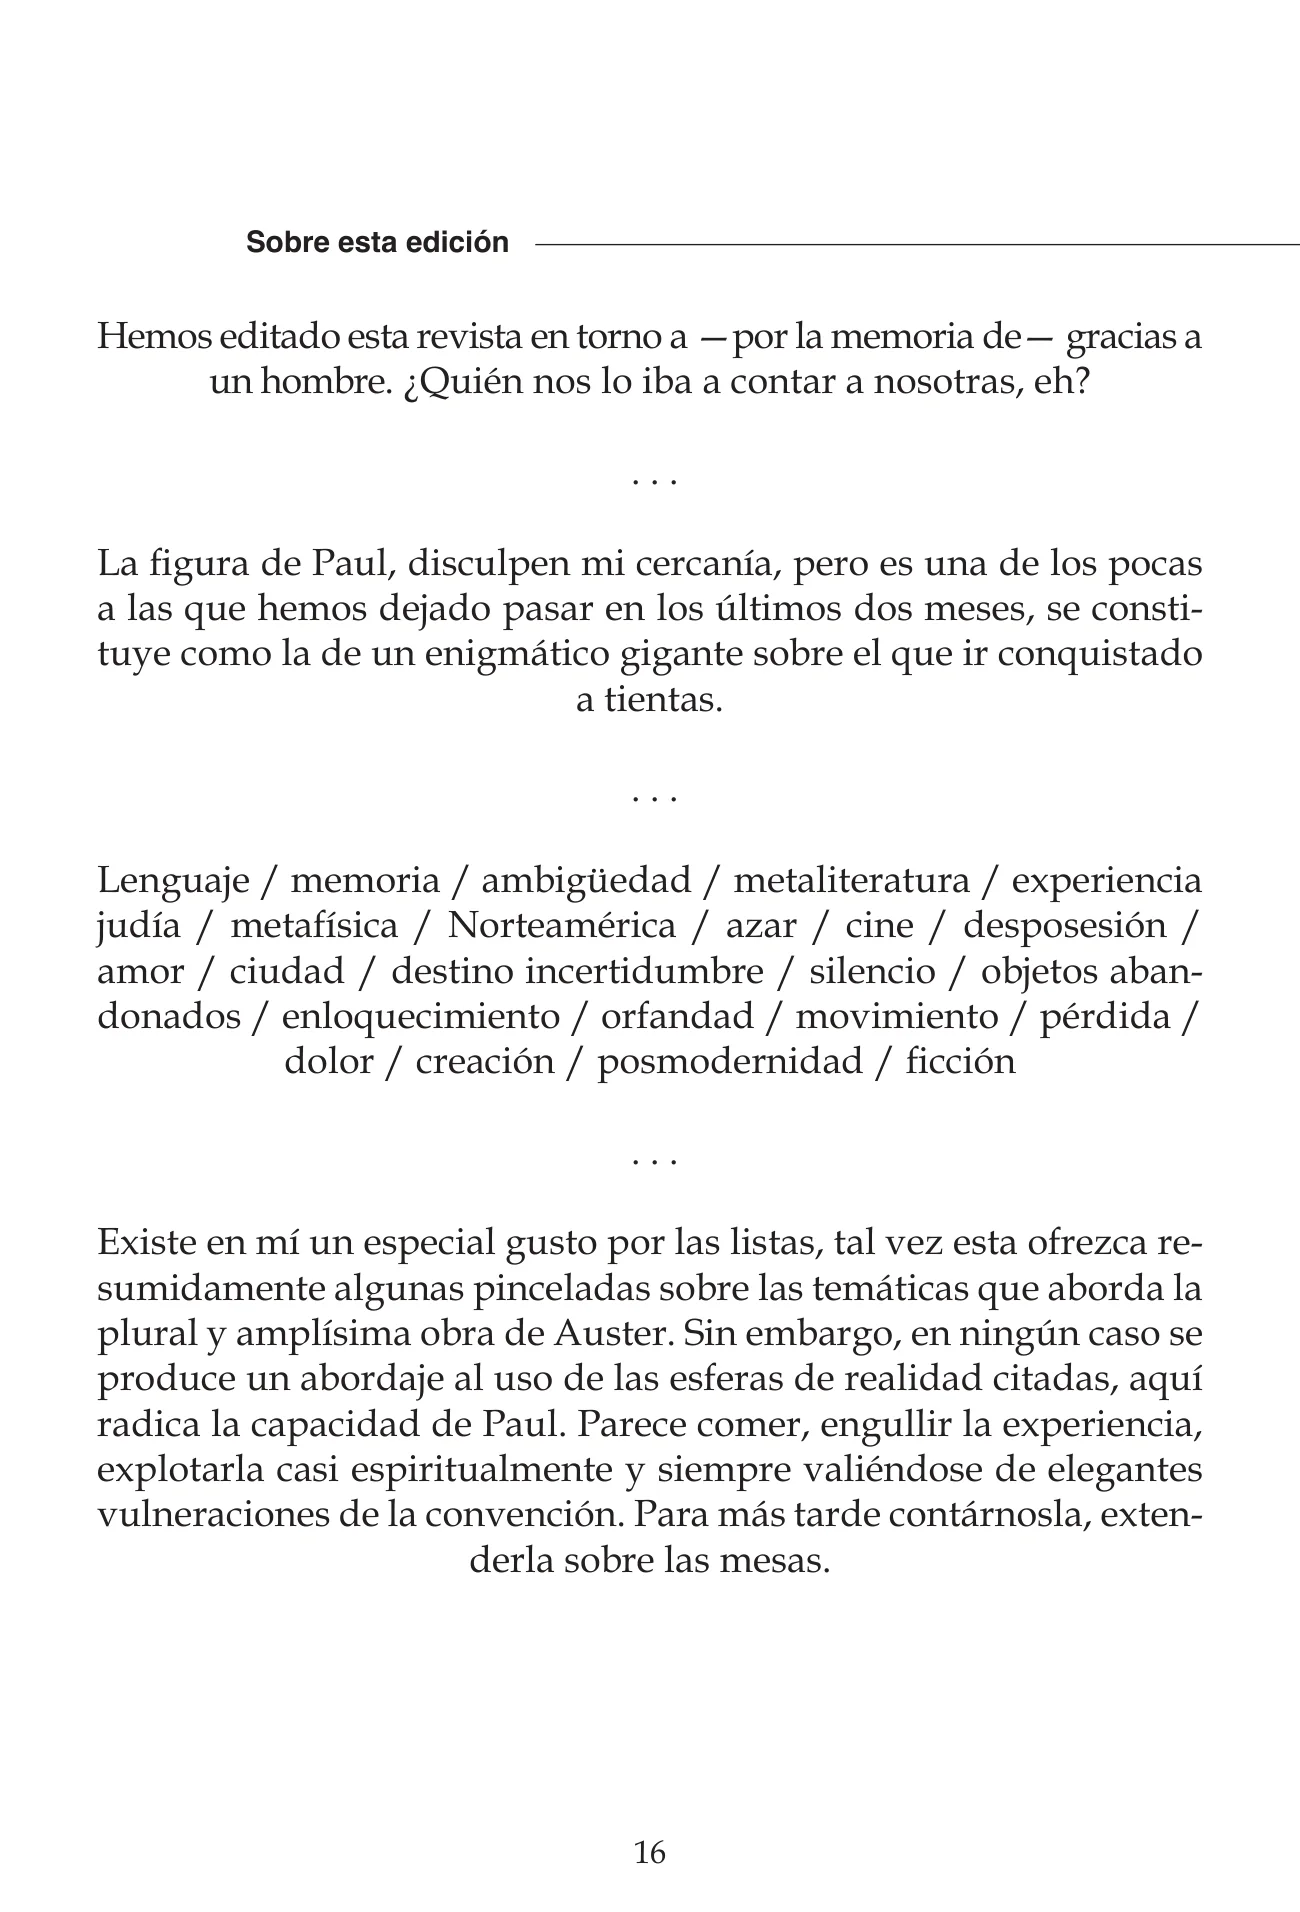 Sobre esta edición
Hemos editado esta revista en torno a —por la memoria de— gracias a
un hombre. ¿Quién nos lo iba a contar a nosotras, eh?
. . .
La figura de Paul, disculpen mi cercanía, pero es una de los pocas
a las que hemos dejado pasar en los últimos dos meses, se consti-
tuye como la de un enigmático gigante sobre el que ir conquistado
a tientas.
. . .
Lenguaje / memoria / ambigüedad / metaliteratura / experiencia
judía / metafísica / Norteamérica / azar / cine / desposesión /
amor / ciudad / destino incertidumbre / silencio / objetos aban-
donados / enloquecimiento / orfandad / movimiento / pérdida /
dolor / creación / posmodernidad / ficción
. . .
Existe en mí un especial gusto por las listas, tal vez esta ofrezca re-
sumidamente algunas pinceladas sobre las temáticas que aborda la
plural y amplísima obra de Auster. Sin embargo, en ningún caso se
produce un abordaje al uso de las esferas de realidad citadas, aquí
radica la capacidad de Paul. Parece comer, engullir la experiencia,
explotarla casi espiritualmente y siempre valiéndose de elegantes
vulneraciones de la convención. Para más tarde contárnosla, exten-
derla sobre las mesas.
16